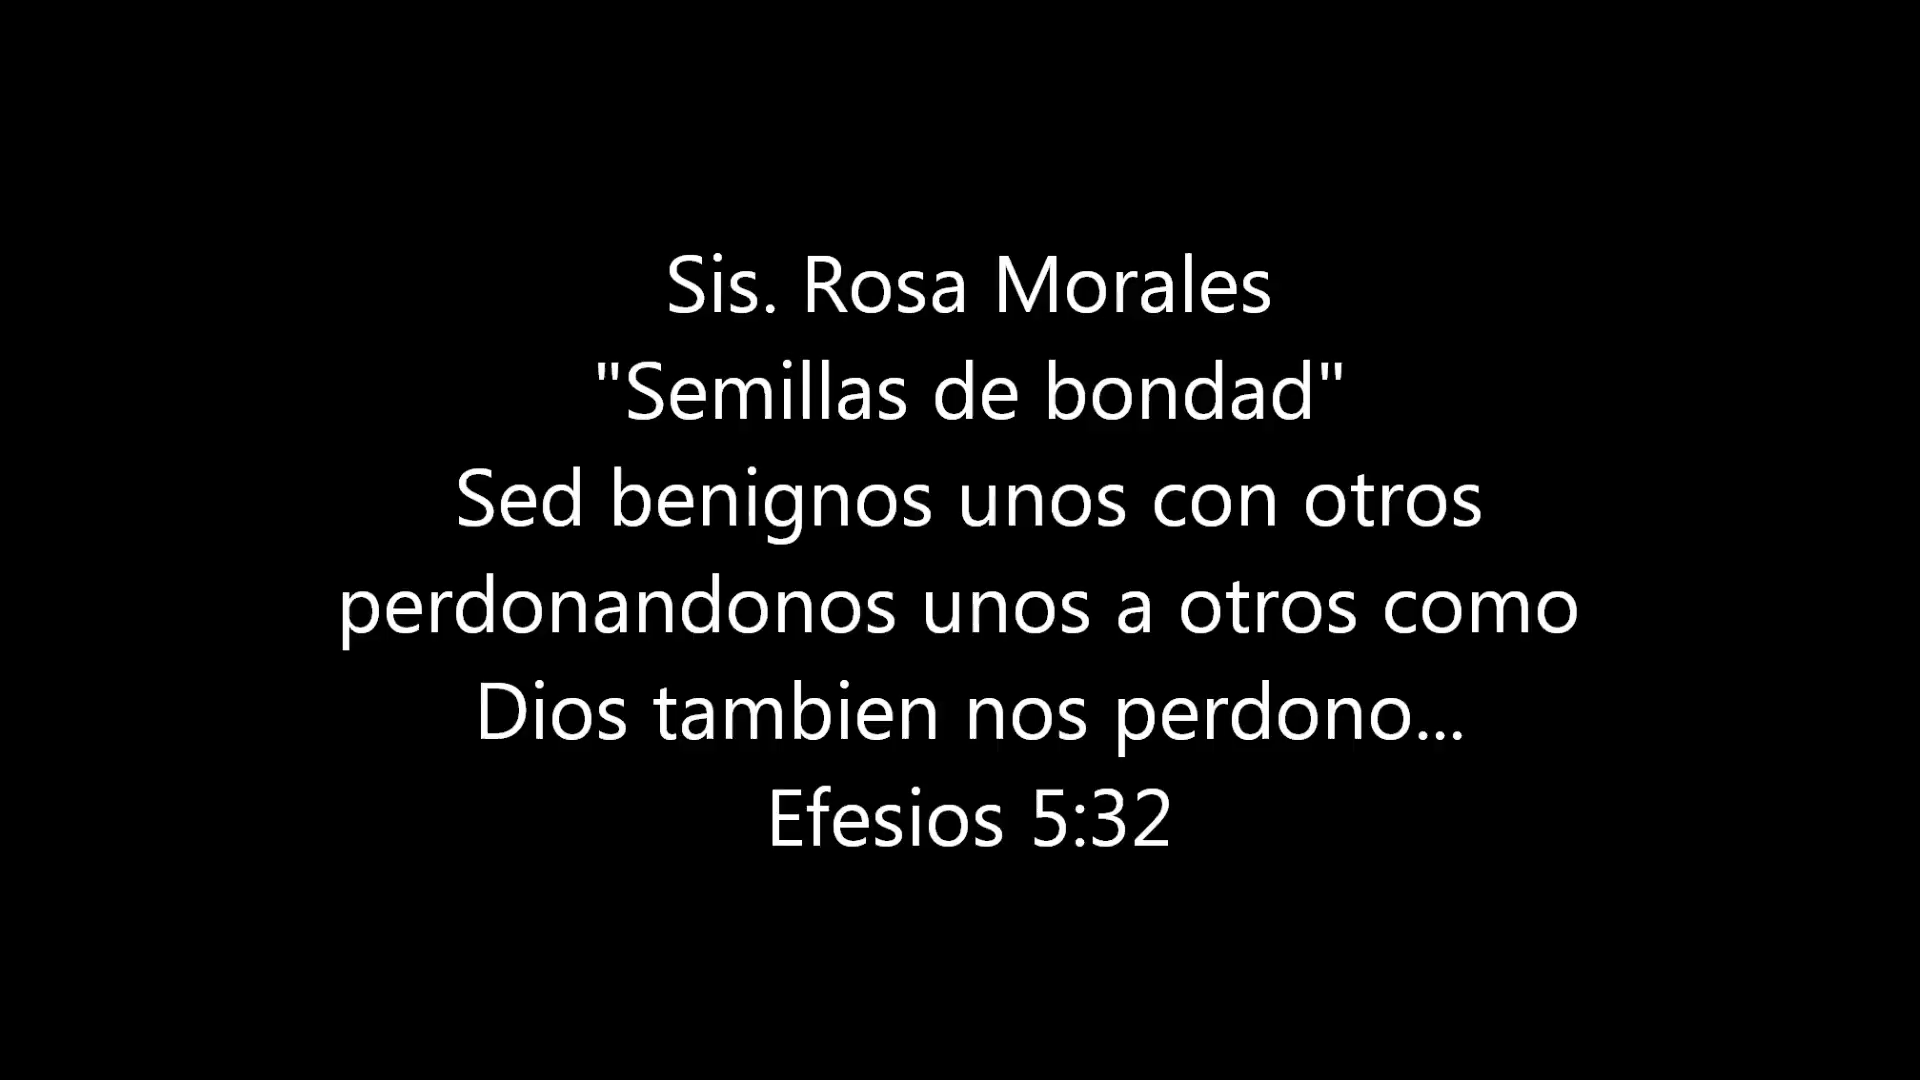 Sis. Rosa Morales
"Semillas de bondad"
Sed benignos unos con otros
perdonandonos unos a otros como
Dios tambien nos perdono...
Efesios 5:32